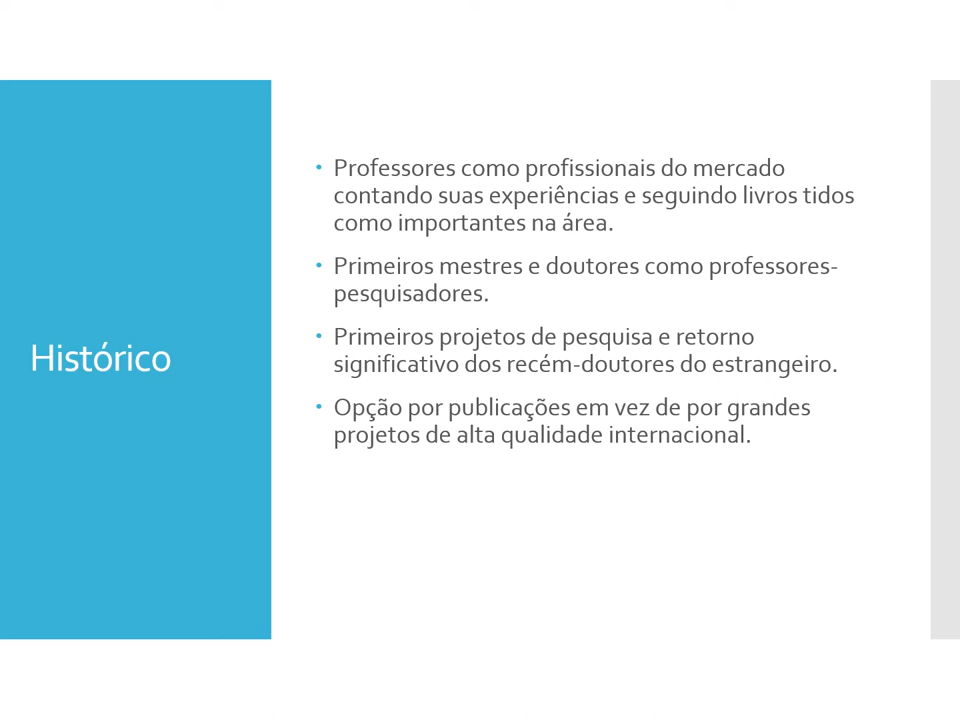 Histórico
• Professores como profissionais do mercado
contando suas experiências e seguindo livros tidos
como importantes na área.
• Primeiros mestres e doutores como professores-
pesquisadores.
• Primeiros projetos de pesquisa e retorno
significativo dos recém-doutores do estrangeiro.
• Opção por publicações em vez de por grandes
projetos de alta qualidade internacional.